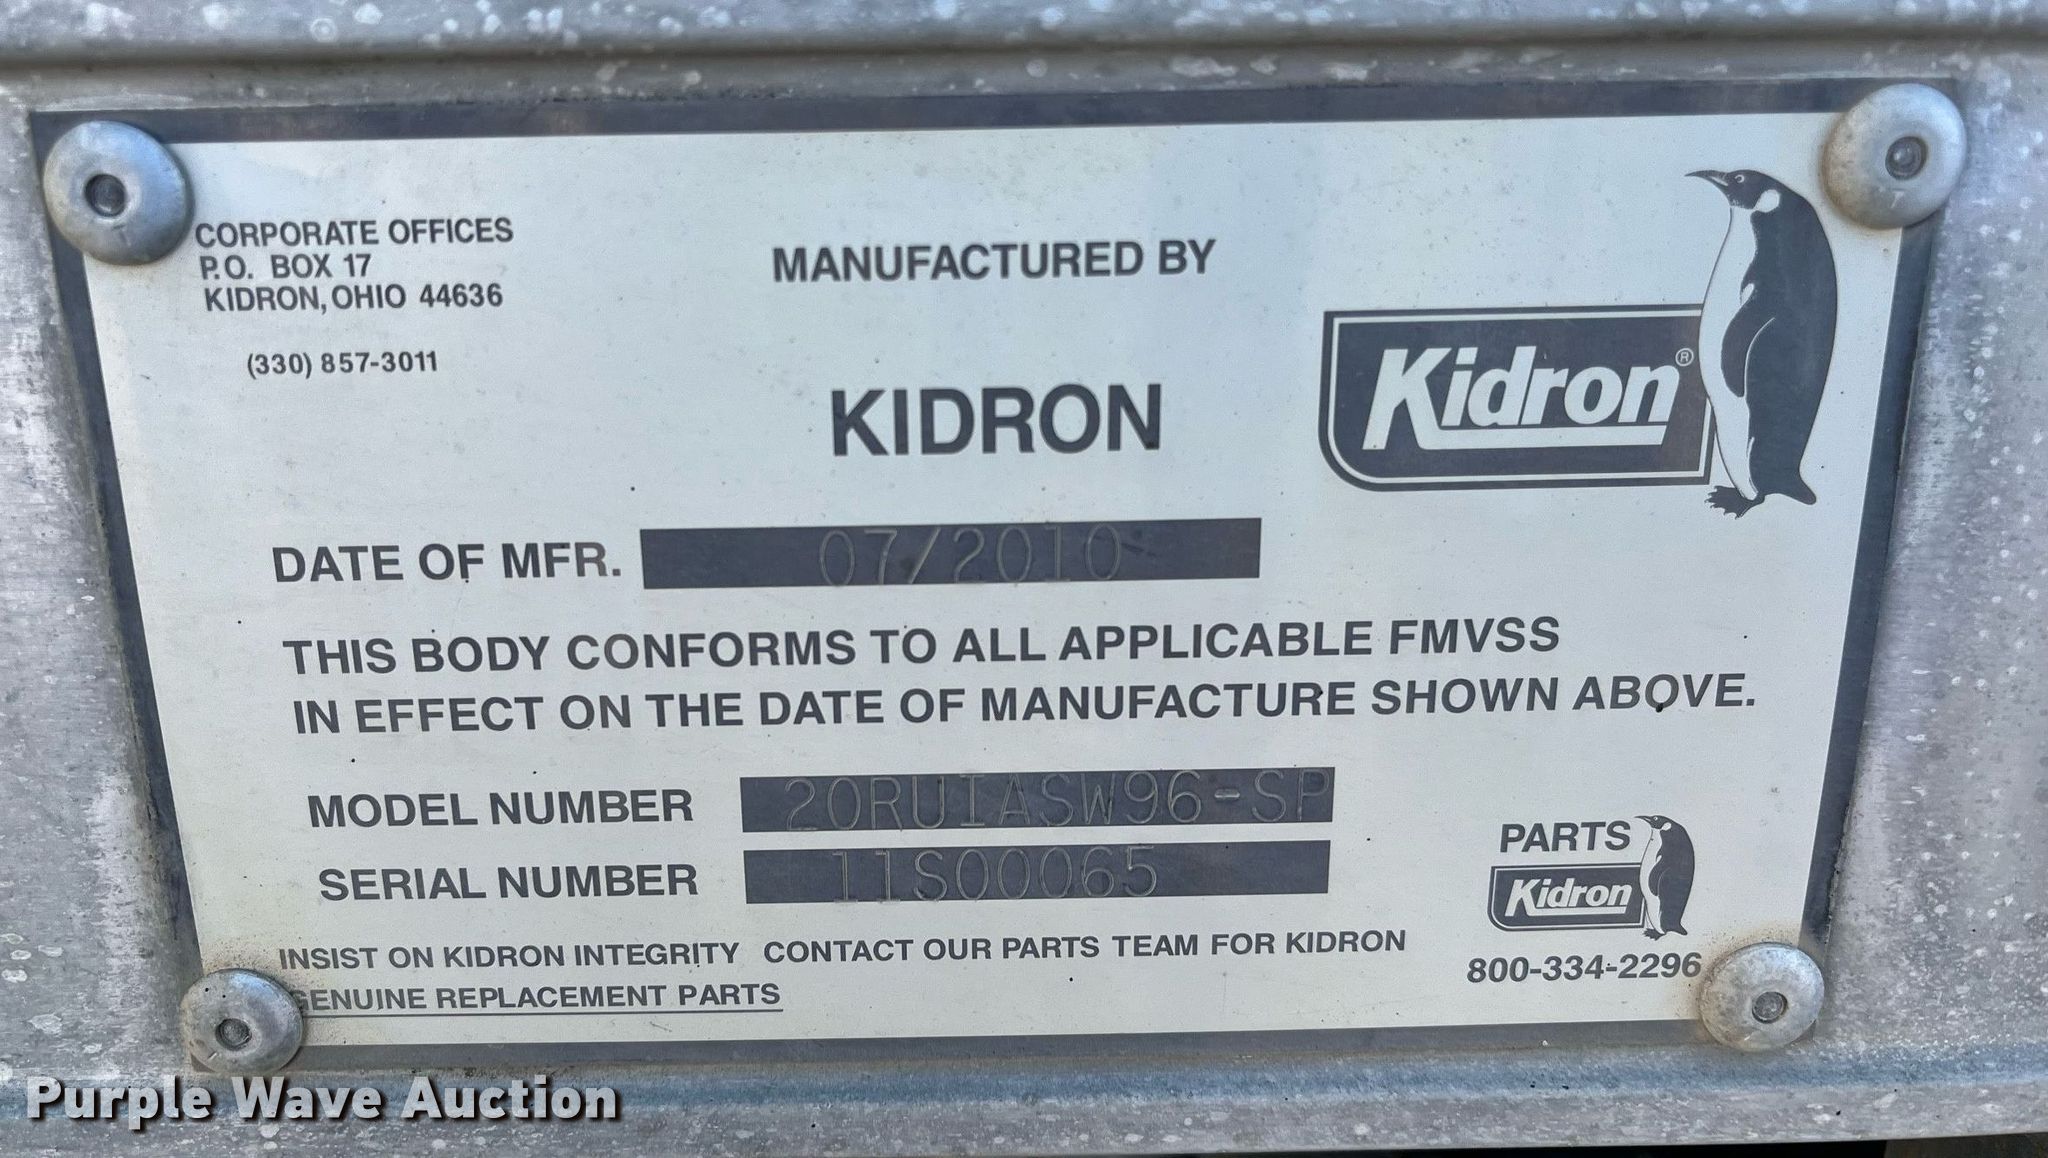 CORPORATE OFFICES
P.O. BOX 17
KIDRON, OHIO 44636
(330) 857-3011
MANUFACTURED BY
KIDRON
Kidron®
DATE OF MFR. 07/2010
THIS BODY CONFORMS TO ALL APPLICABLE FMVSS
IN EFFECT ON THE DATE OF MANUFACTURE SHOWN ABOVE.
MODEL NUMBER 20RUIASW96-SP
SERIAL NUMBER 11S00065
PARTS
Kidron
800-334-2296
INSIST ON KIDRON INTEGRITY CONTACT OUR PARTS TEAM FOR KIDRON
GENUINE REPLACEMENT PARTS
Purple Wave Auction